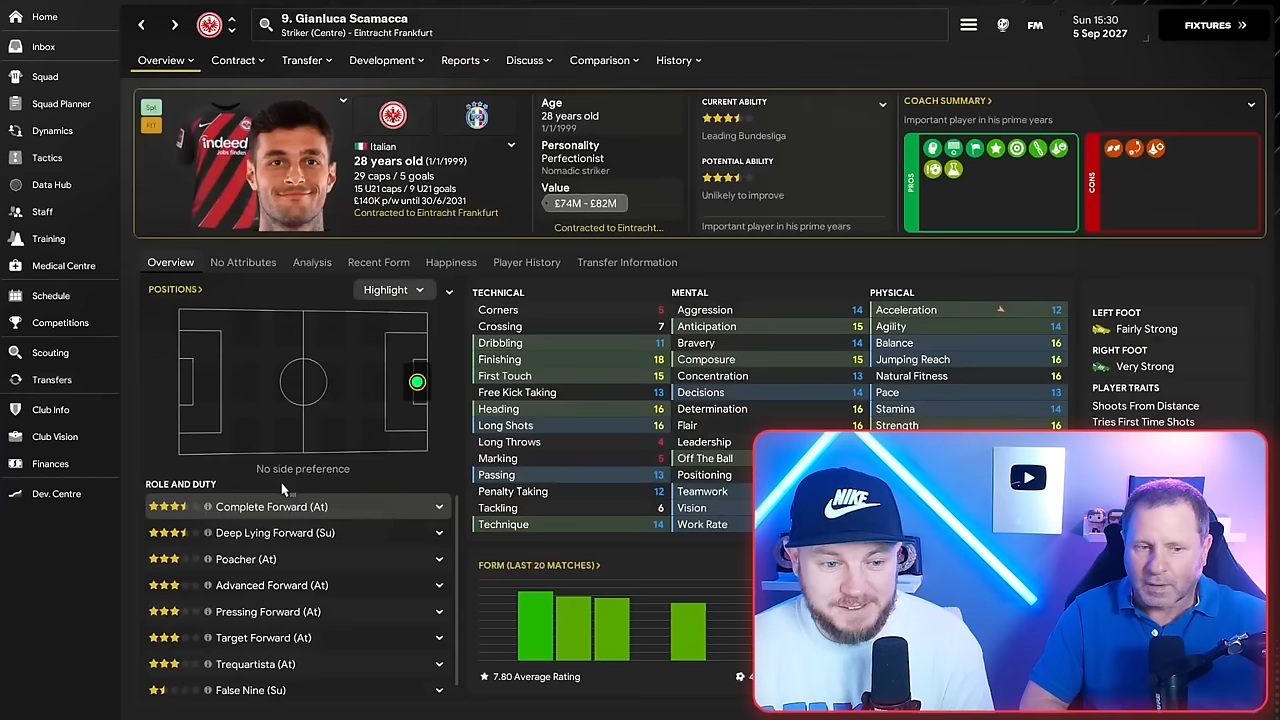 Home
Inbox
Squad
Squad Planner
Dynamics
Tactics
Data Hub
Staff
Training
Medical Centre
Schedule
Competitions
Scouting
Transfers
Club Info
Club Vision
Finances
Dev. Centre
9. Gianluca Scamacca
Striker (Centre) - Eintracht Frankfurt
FM
Sun 15:30
5 Sep 2027
FIXTURES
Overview
Contract
Transfer
Development
Reports
Discuss
Comparison
History
Spt
indeed
Italian
28 years old (1/1/1999)
29 caps / 5 goals
15 U21 caps / 9 U21 goals
£140K p/w until 30/6/2031
Contracted to Eintracht Frankfurt
Age
28 years old
1/1/1999
Personality
Perfectionist
Nomadic striker
Value
£74M - £82M
Contracted to Eintracht...
CURRENT ABILITY
Leading Bundesliga
POTENTIAL ABILITY
Unlikely to improve
Important player in his prime years
COACH SUMMARY
Important player in his prime years
PROS
CONS
Overview
No Attributes
Analysis
Recent Form
Happiness
Player History
Transfer Information
POSITIONS
Highlight
No side preference
ROLE AND DUTY
Complete Forward (At)
Deep Lying Forward (Su)
Poacher (At)
Advanced Forward (At)
Pressing Forward (At)
Target Forward (At)
Trequartista (At)
False Nine (Su)
TECHNICAL
Corners 5
Crossing 7
Dribbling 11
Finishing 18
First Touch 15
Free Kick Taking 13
Heading 16
Long Shots 16
Long Throws 4
Marking 5
Passing 13
Penalty Taking 12
Tackling 6
Technique 14
MENTAL
Aggression 14
Anticipation 15
Bravery 14
Composure 15
Concentration 13
Decisions 14
Determination 16
Flair 16
Leadership
Off The Ball
Positioning
Teamwork
Vision
Work Rate
PHYSICAL
Acceleration 12
Agility 14
Balance 16
Jumping Reach 16
Natural Fitness 16
Pace 13
Stamina 14
Strength 16
LEFT FOOT
Fairly Strong
RIGHT FOOT
Very Strong
PLAYER TRAITS
Shoots From Distance
Tries First Time Shots
FORM (LAST 20 MATCHES)
7.80 Average Rating
NIKE